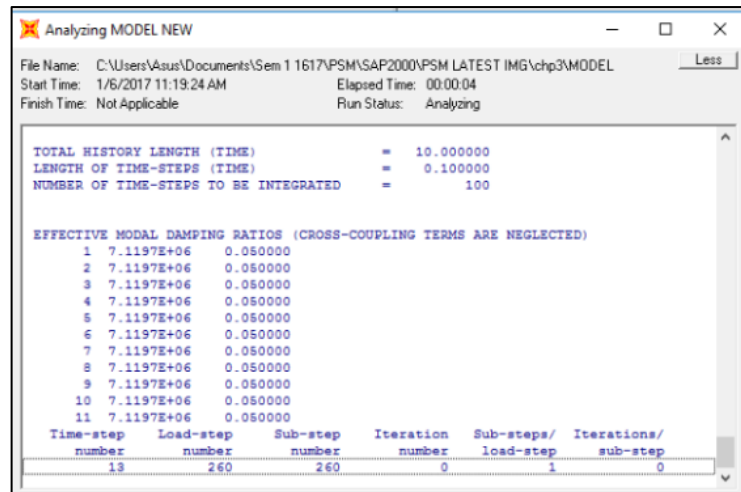 Analyzing MODEL NEW
File Name: C:\Users\Asus\Documents\Sem 1 1617\PSM\SAP2000\PSM LATEST IMG\chp3\MODEL Less
Start Time: 1/6/2017 11:19:24 AM Elapsed Time: 00:00:04
Finish Time: Not Applicable Run Status: Analyzing
TOTAL HISTORY LENGTH (TIME) = 10.000000
LENGTH OF TIME-STEPS (TIME) = 0.100000
NUMBER OF TIME-STEPS TO BE INTEGRATED = 100
EFFECTIVE MODAL DAMPING RATIOS (CROSS-COUPLING TERMS ARE NEGLECTED)
1 7.1197E+06 0.050000
2 7.1197E+06 0.050000
3 7.1197E+06 0.050000
4 7.1197E+06 0.050000
5 7.1197E+06 0.050000
6 7.1197E+06 0.050000
7 7.1197E+06 0.050000
8 7.1197E+06 0.050000
9 7.1197E+06 0.050000
10 7.1197E+06 0.050000
11 7.1197E+06 0.050000
Time-step Load-step Sub-step Iteration Sub-steps/ Iterations/
number number number number load-step sub-step
13 260 260 0 1 0